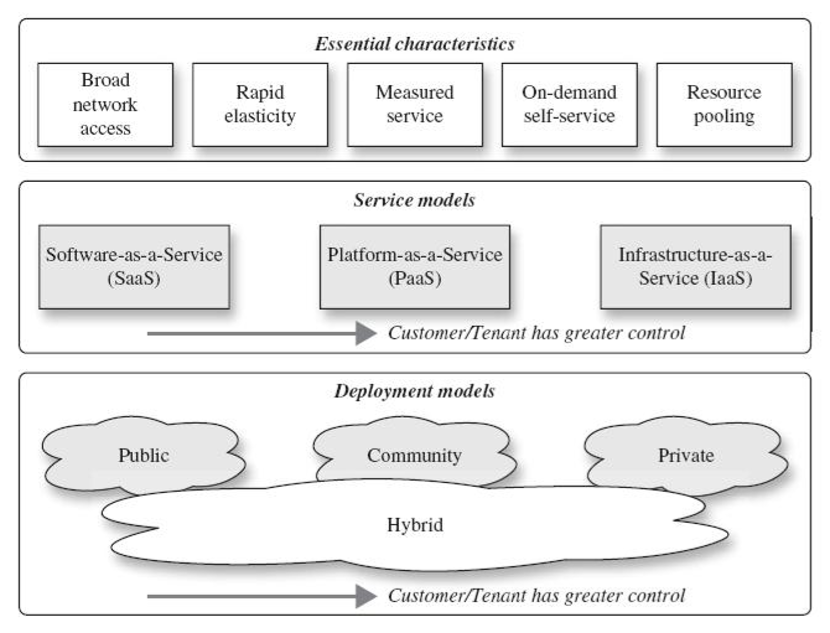 Essential characteristics
Broad
network
access
Rapid
elasticity
Measured
service
On-demand
self-service
Resource
pooling
Service models
Software-as-a-Service
(SaaS)
Platform-as-a-Service
(PaaS)
Infrastructure-as-a-
Service (IaaS)
Customer/Tenant has greater control
Deployment models
Public
Community
Private
Hybrid
Customer/Tenant has greater control